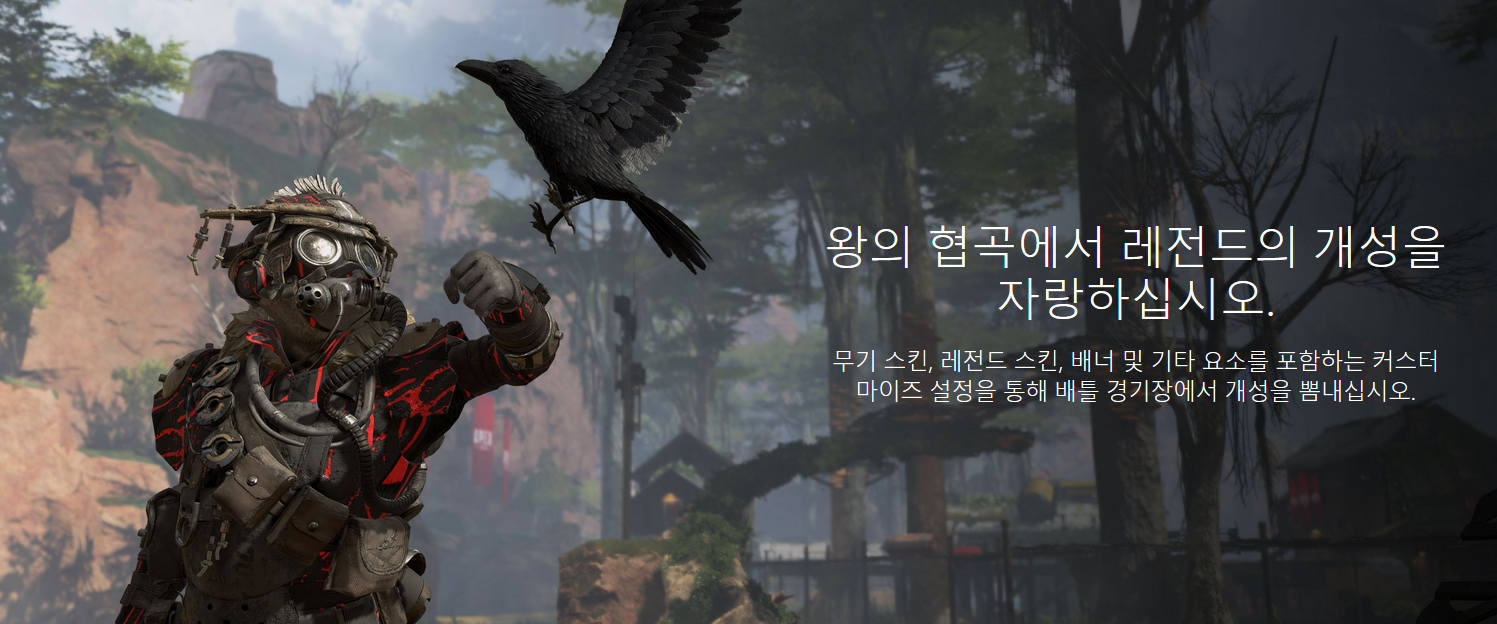 왕의 협곡에서 레전드의 개성을
자랑하십시오.
무기 스킨, 레전드 스킨, 배너 및 기타 요소를 포함하는 커스터
마이즈 설정을 통해 배틀 경기장에서 개성을 뽐내십시오.
APEX